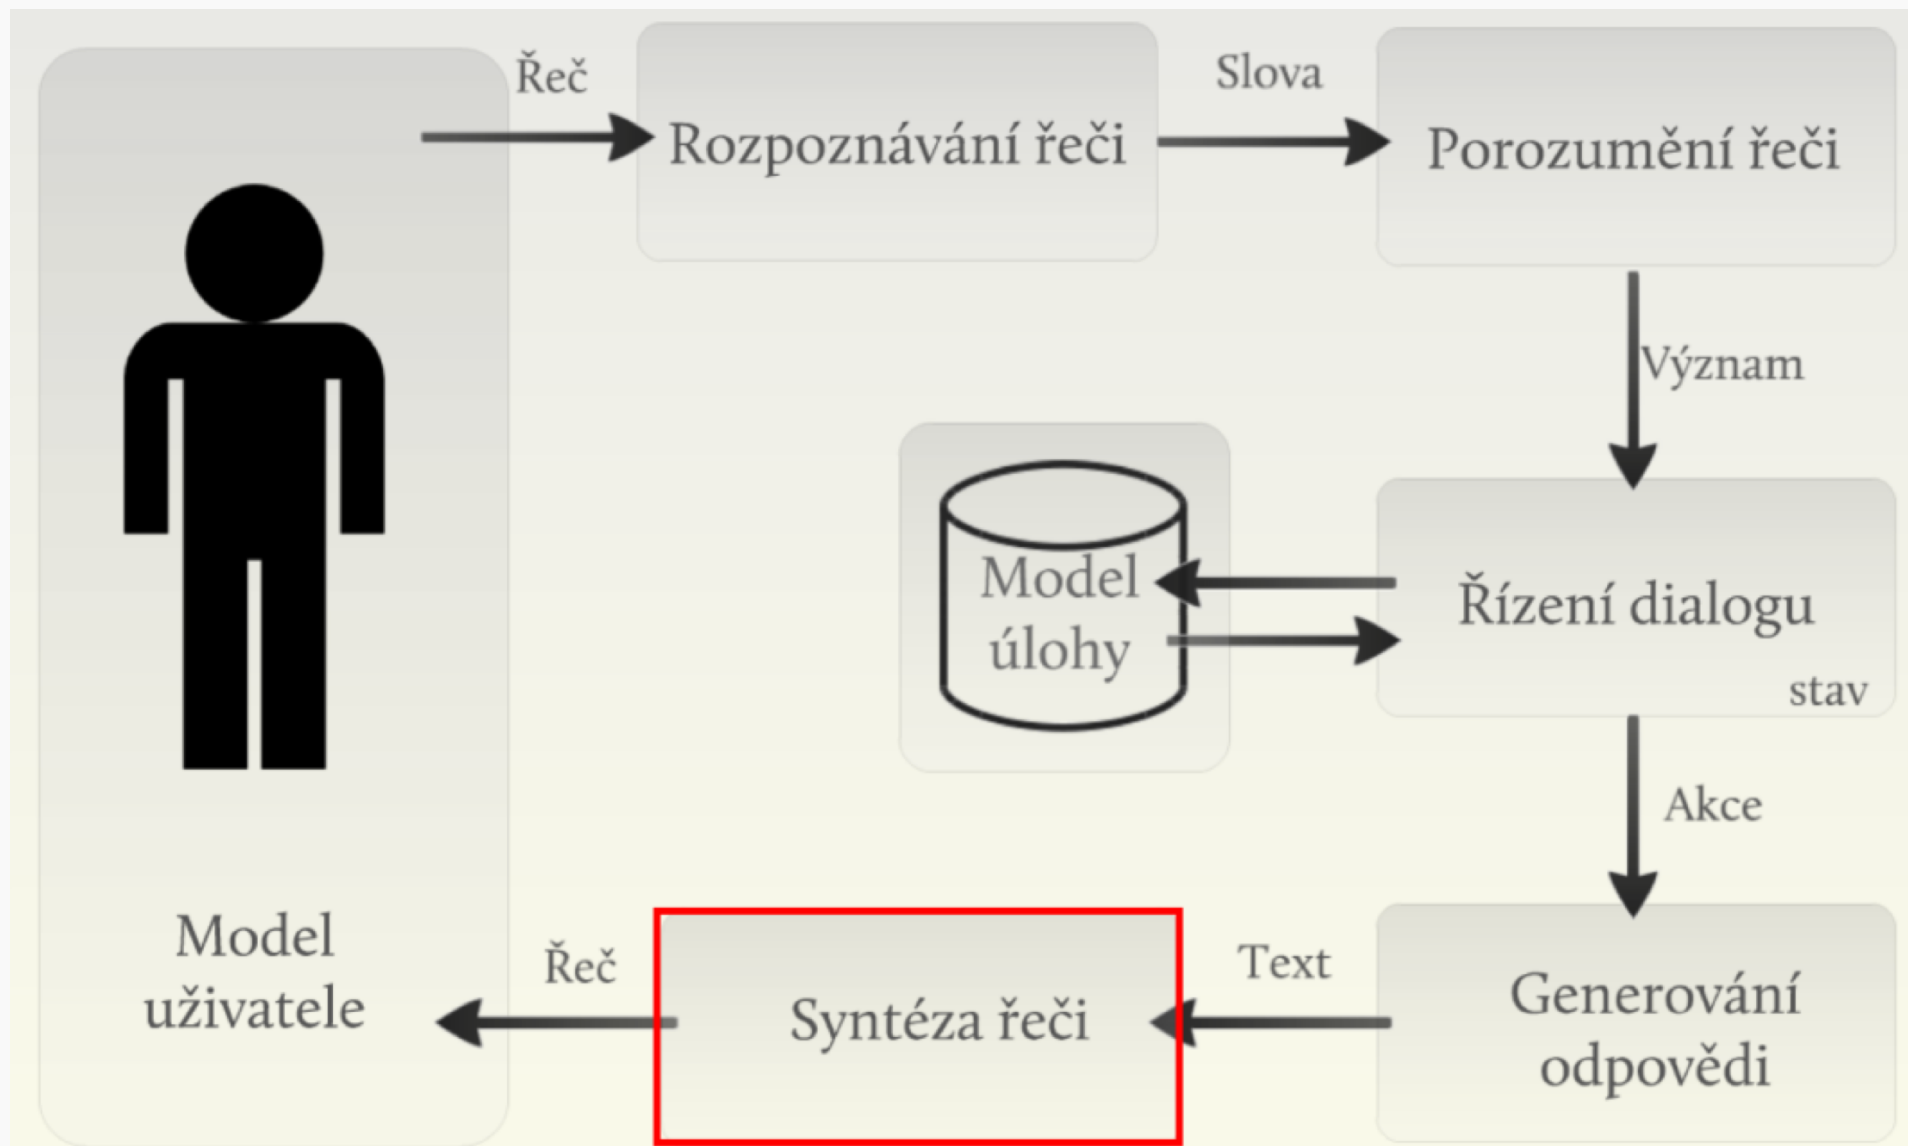 Řeč
Rozpoznávání řeči
Slova
Porozumění řeči
Význam
Model
úlohy
Řízení dialogu
stav
Akce
Generování
odpovědi
Text
Syntéza řeči
Řeč
Model
uživatele